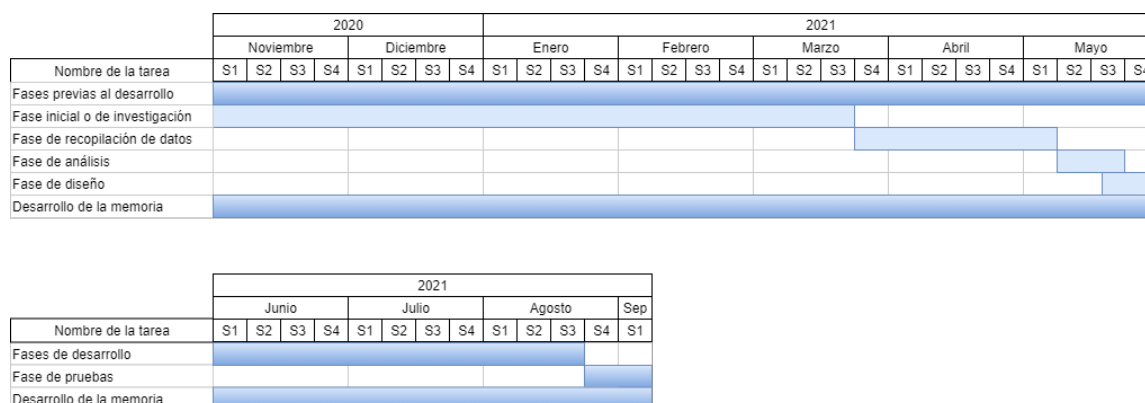 2020 2021
Noviembre Diciembre Enero Febrero Marzo Abril Mayo
Nombre de la tarea S1 S2 S3 S4 S1 S2 S3 S4 S1 S2 S3 S4 S1 S2 S3 S4 S1 S2 S3 S4 S1 S2 S3 S4 S1 S2 S3 S4
Fases previas al desarrollo
Fase inicial o de investigación
Fase de recopilación de datos
Fase de análisis
Fase de diseño
Desarrollo de la memoria
2021
Junio Julio Agosto Sep
Nombre de la tarea S1 S2 S3 S4 S1 S2 S3 S4 S1 S2 S3 S4 S1
Fases de desarrollo
Fase de pruebas
Desarrollo de la memoria